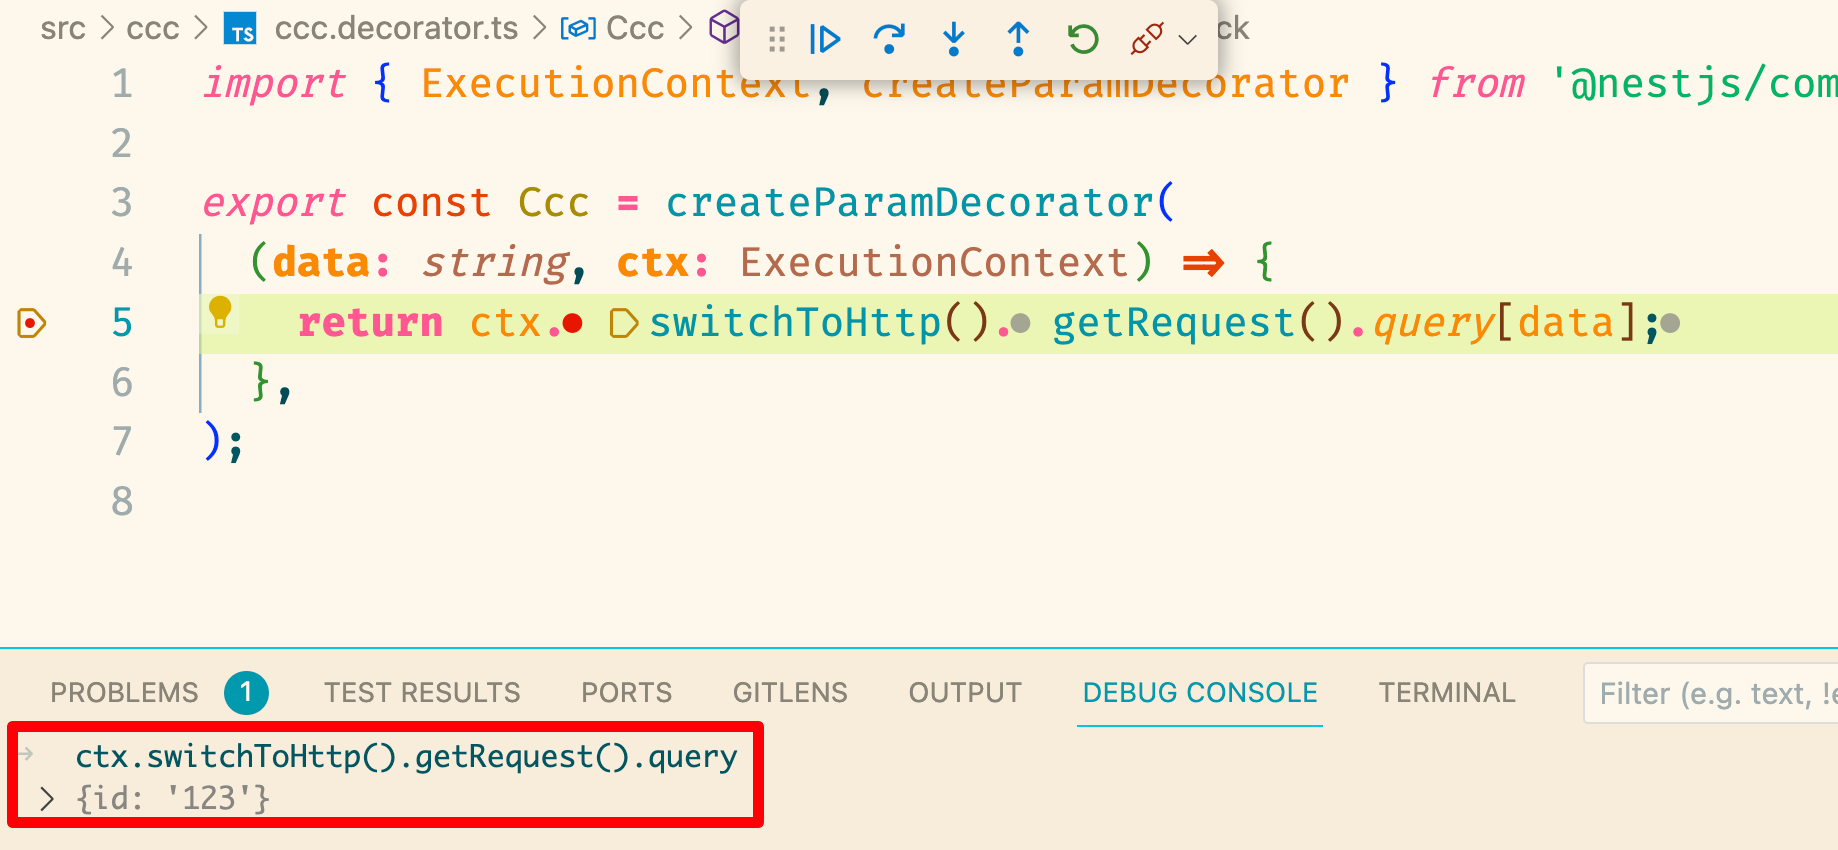 src > ccc > TS ccc.decorator.ts > Ccc > ck
1 import { ExecutionContext, createParamDecorator } from '@nestjs/com
2
3 export const Ccc = createParamDecorator(
4 (data: string, ctx: ExecutionContext) => {
5 return ctx.switchToHttp().getRequest().query[data];
6 },
7 );
8
PROBLEMS 1 TEST RESULTS PORTS GITLENS OUTPUT DEBUG CONSOLE TERMINAL Filter (e.g. text, !e
→ ctx.switchToHttp().getRequest().query
> {id: '123'}